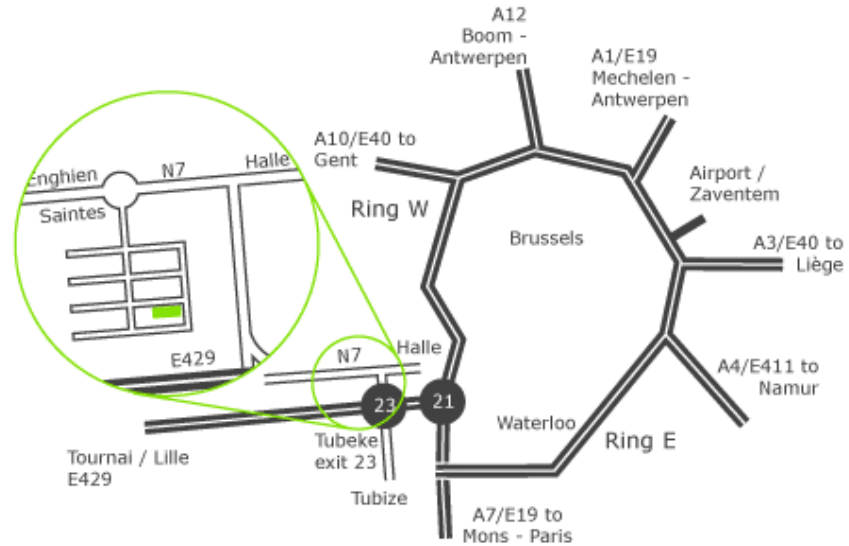 A12
Boom -
Antwerpen
A1/E19
Mechelen -
Antwerpen
A10/E40 to
Gent
Airport /
Zaventem
Enghien
N7
Halle
Saintes
Ring W
Brussels
A3/E40 to
Liège
E429
N7
Halle
A4/E411 to
Namur
23
21
Waterloo
Ring E
Tubeke
exit 23
Tournai / Lille
E429
Tubize
A7/E19 to
Mons - Paris